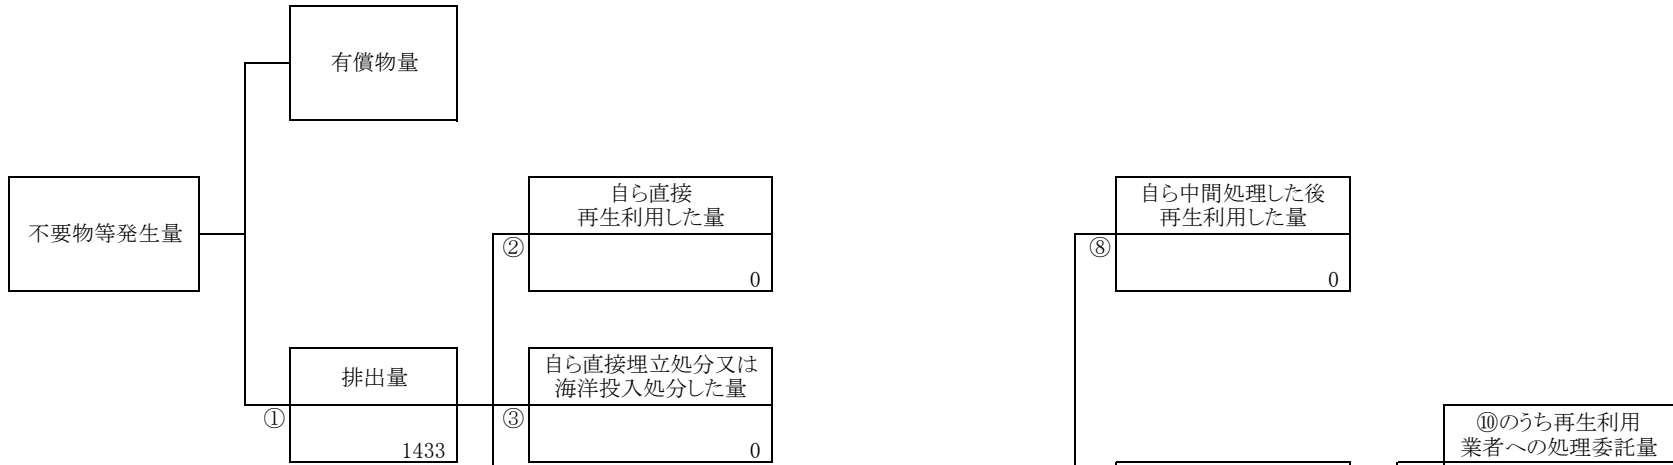 有償物量
不要物等発生量
自ら直接
再生利用した量
②
0
自ら中間処理した後
再生利用した量
⑧
0
排出量
①
1433
自ら直接埋立処分又は
海洋投入処分した量
③
0
⑩のうち再生利用
業者への処理委託量